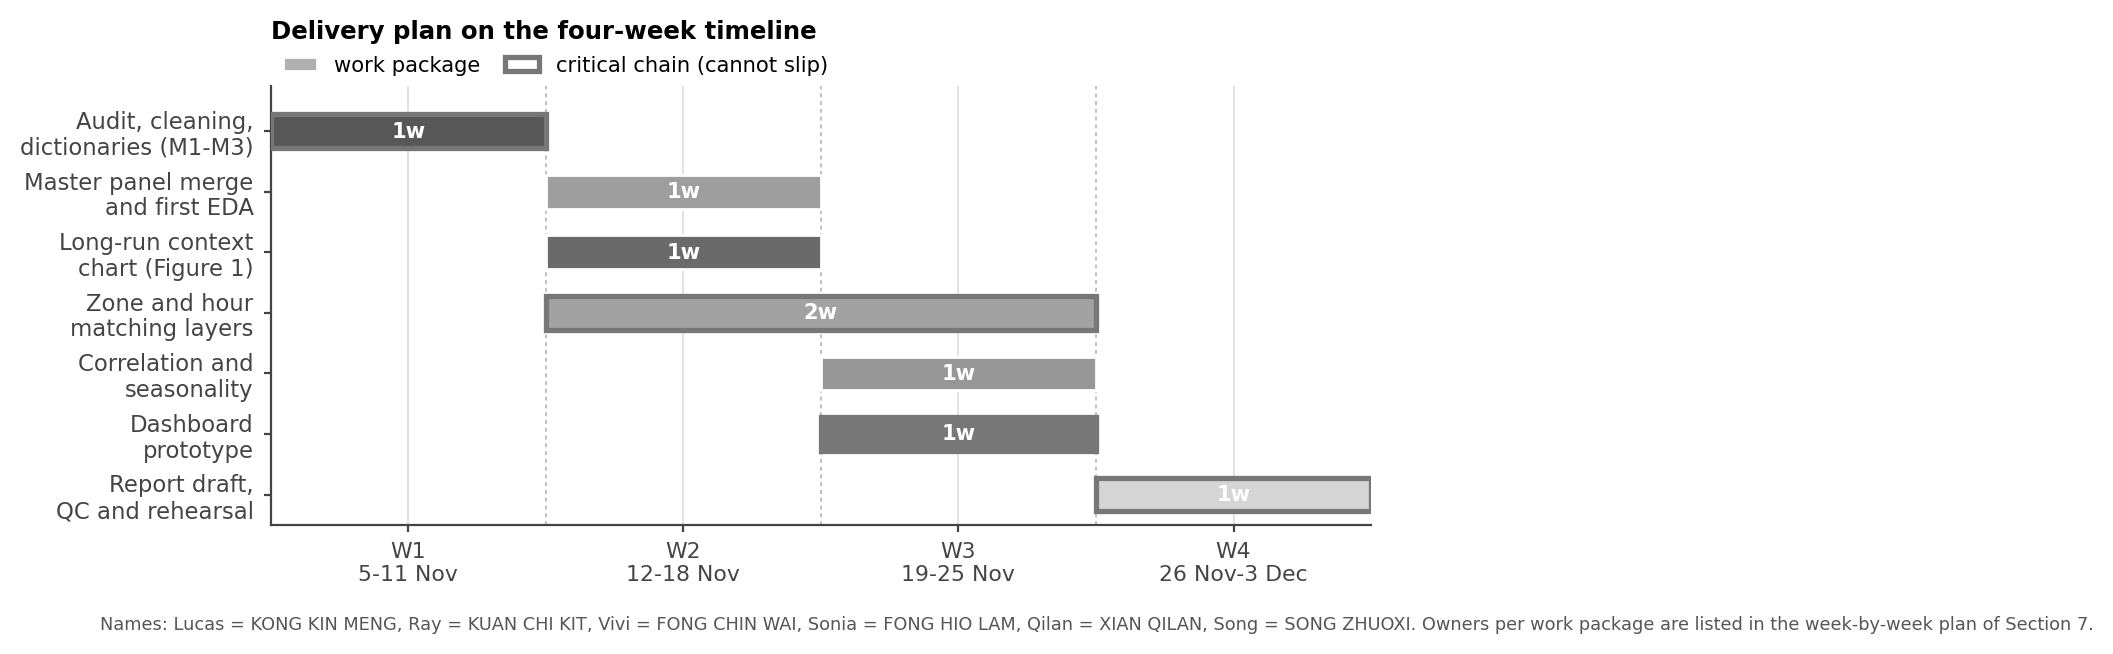 Delivery plan on the four-week timeline
work package
critical chain (cannot slip)
Audit, cleaning,
dictionaries (M1-M3)
1w
Master panel merge
and first EDA
1w
Long-run context
chart (Figure 1)
1w
Zone and hour
matching layers
2w
Correlation and
seasonality
1w
Dashboard
prototype
1w
Report draft,
QC and rehearsal
1w
W1
5-11 Nov
W2
12-18 Nov
W3
19-25 Nov
W4
26 Nov-3 Dec
Names: Lucas = KONG KIN MENG, Ray = KUAN CHI KIT, Vivi = FONG CHIN WAI, Sonia = FONG HIO LAM, Qilan = XIAN QILAN, Song = SONG ZHUOXI. Owners per work package are listed in the week-by-week plan of Section 7.